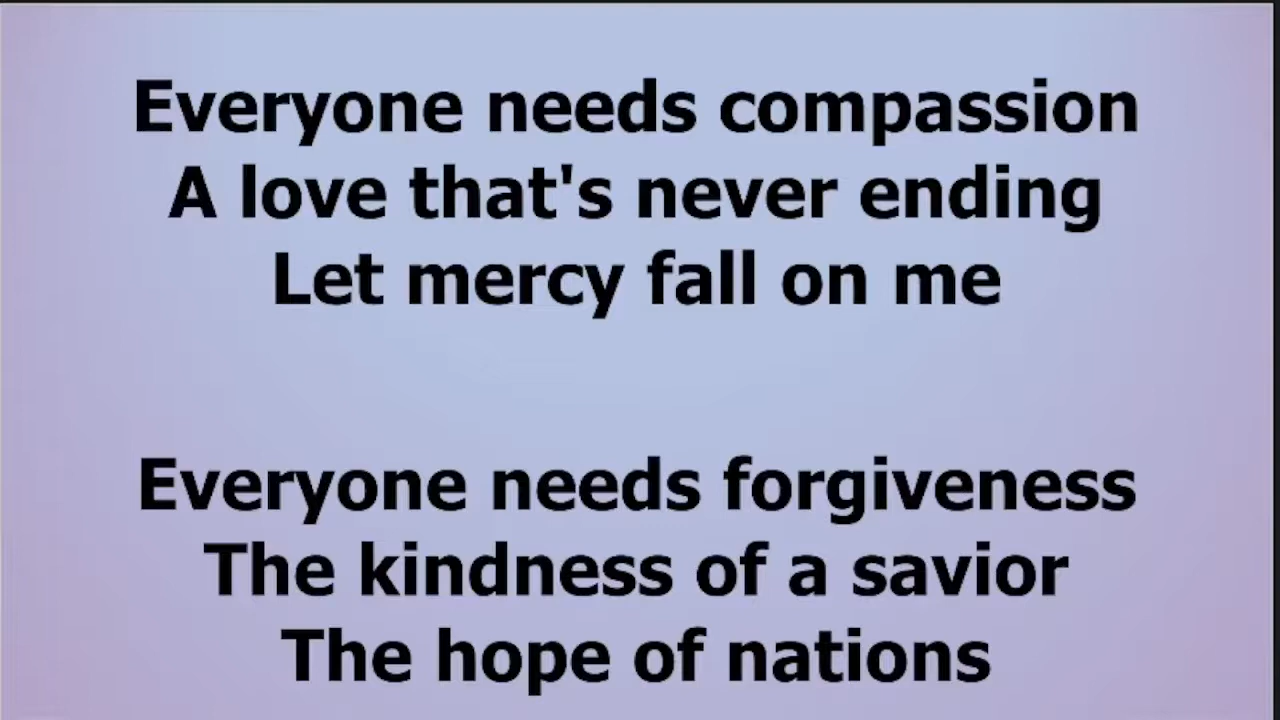 Everyone needs compassion
A love that's never ending
Let mercy fall on me
Everyone needs forgiveness
The kindness of a savior
The hope of nations